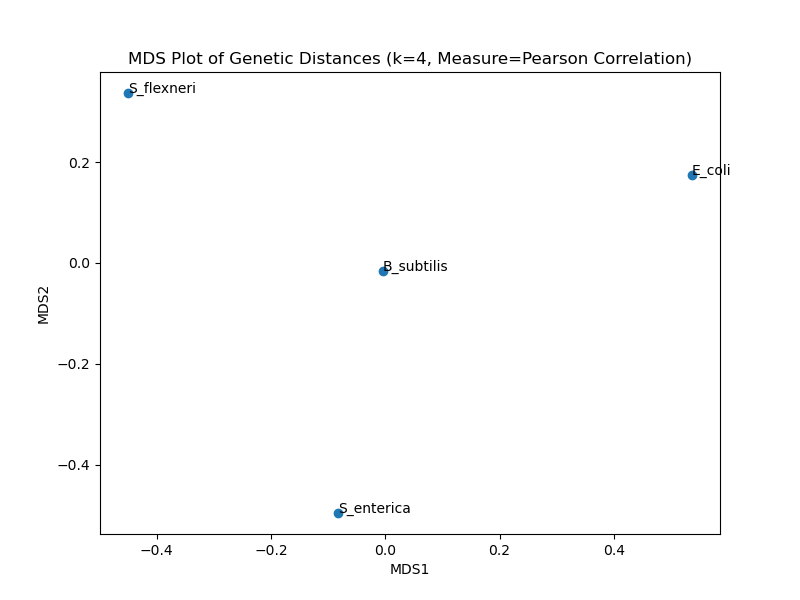 MDS Plot of Genetic Distances (k=4, Measure=Pearson Correlation)
S_flexneri
E_coli
B_subtilis
S_enterica
0.2
0.0
−0.2
−0.4
MDS2
−0.4
−0.2
0.0
0.2
0.4
MDS1